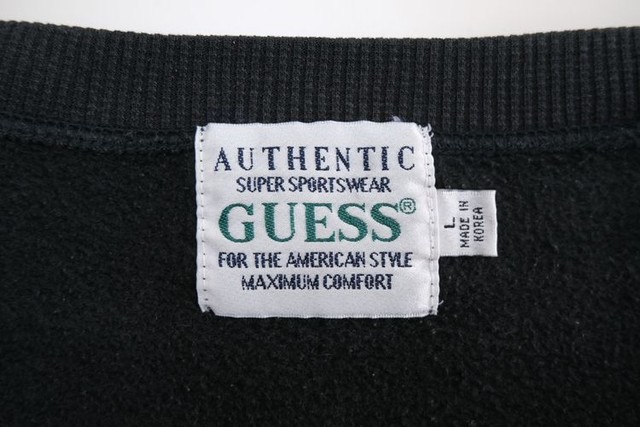 AUTHENTIC
SUPER SPORTSWEAR
GUESS®
FOR THE AMERICAN STYLE
MAXIMUM COMFORT
L
MADE IN
KOREA